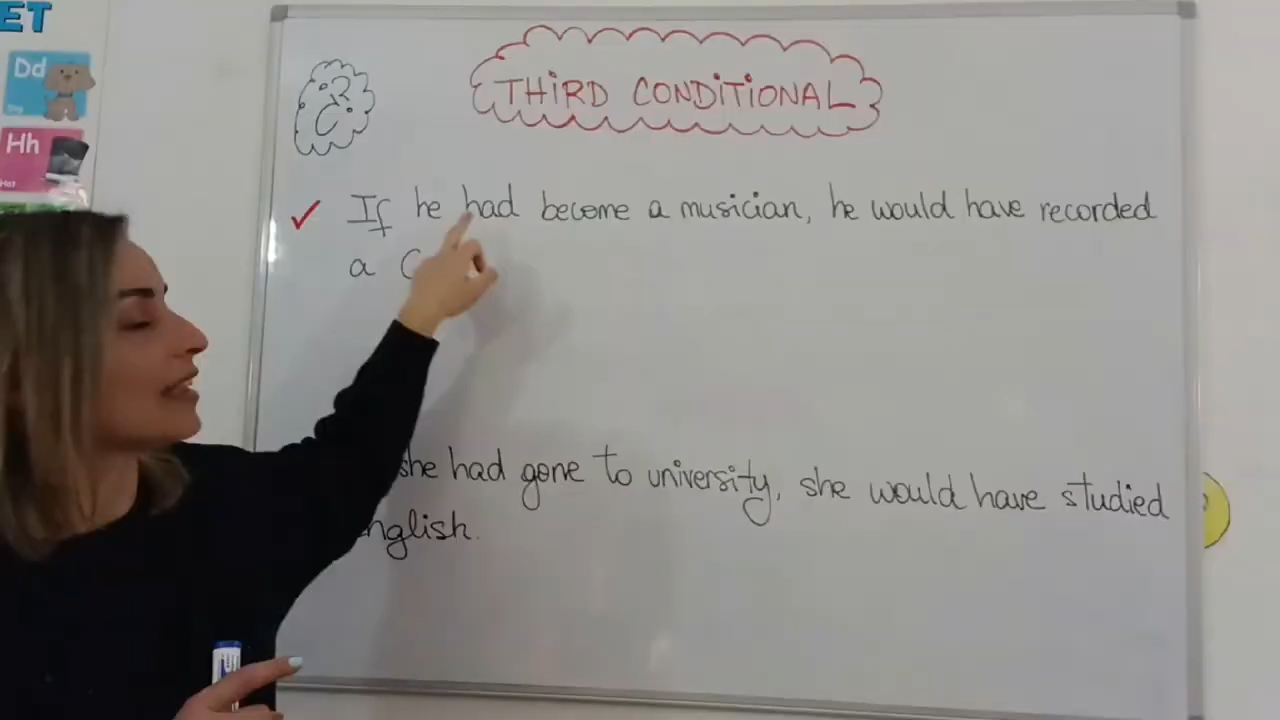 ET
Dd
Hh
Hat
THIRD CONDITIONAL
?
✓ If he had become a musician, he would have recorded
a
she had gone to university, she would have studied
nglish.